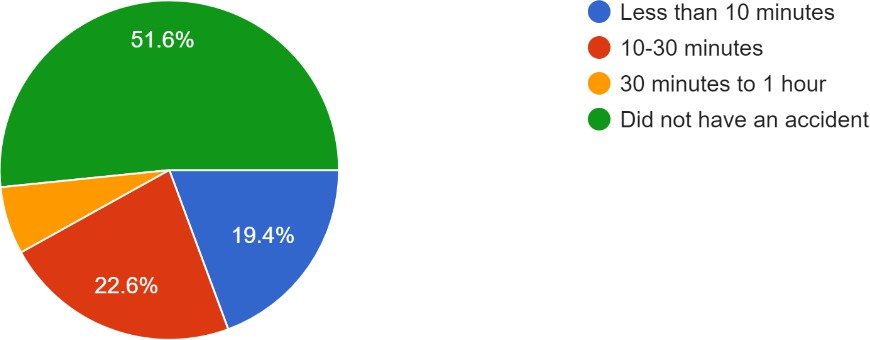 51.6%
19.4%
22.6%
Less than 10 minutes
10-30 minutes
30 minutes to 1 hour
Did not have an accident